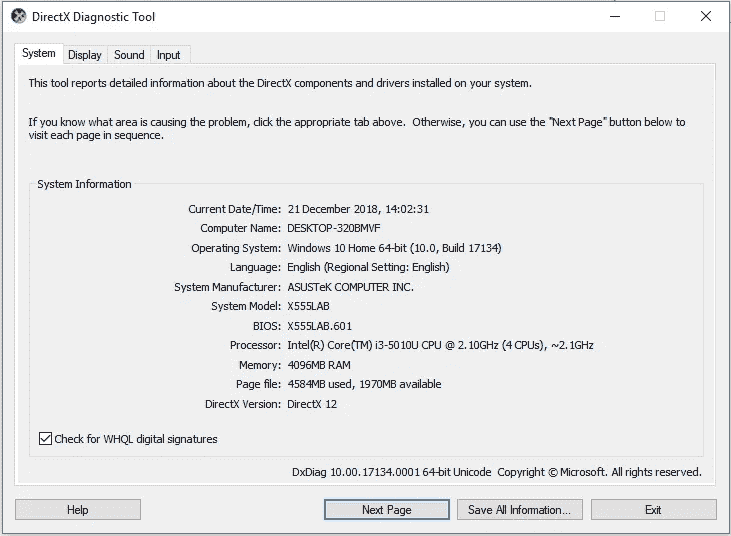 DirectX Diagnostic Tool
System Display Sound Input
This tool reports detailed information about the DirectX components and drivers installed on your system.
If you know what area is causing the problem, click the appropriate tab above.  Otherwise, you can use the "Next Page" button below to
visit each page in sequence.
System Information
Current Date/Time: 21 December 2018, 14:02:31
Computer Name: DESKTOP-320BMVF
Operating System: Windows 10 Home 64-bit (10.0, Build 17134)
Language: English (Regional Setting: English)
System Manufacturer: ASUSTeK COMPUTER INC.
System Model: X555LAB
BIOS: X555LAB.601
Processor: Intel(R) Core(TM) i3-5010U CPU @ 2.10GHz (4 CPUs), ~2.1GHz
Memory: 4096MB RAM
Page file: 4584MB used, 1970MB available
DirectX Version: DirectX 12
Check for WHQL digital signatures
DxDiag 10.00.17134.0001 64-bit Unicode  Copyright © Microsoft. All rights reserved.
Help Next Page Save All Information... Exit